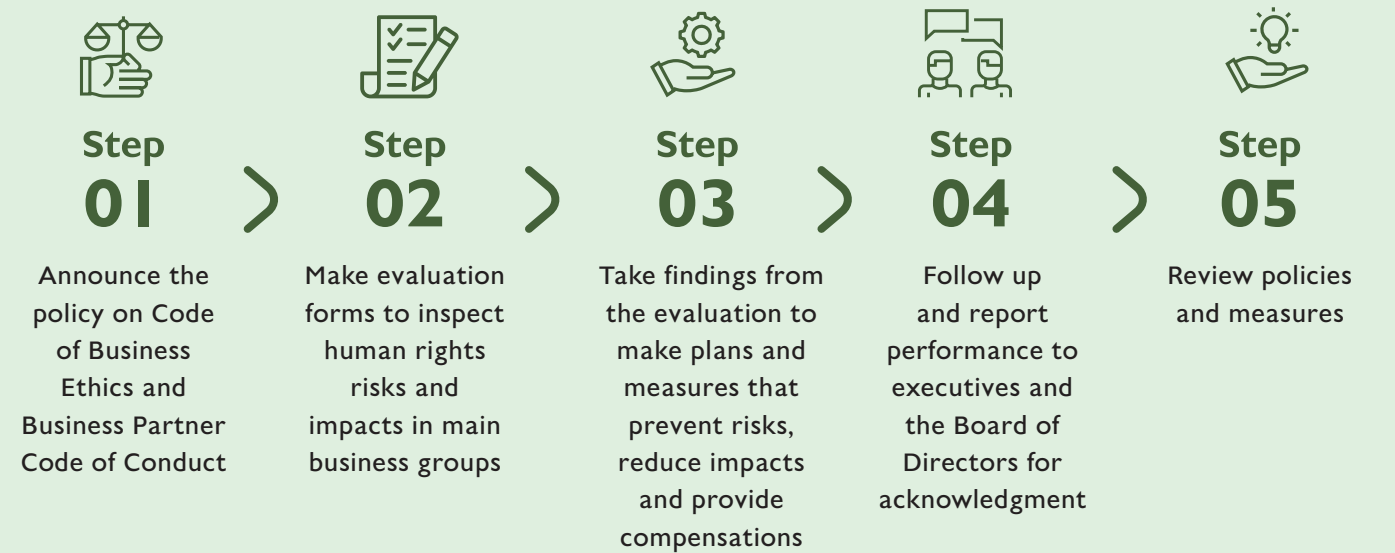 Step
01
Announce the
policy on Code
of Business
Ethics and
Business Partner
Code of Conduct
Step
02
Make evaluation
forms to inspect
human rights
risks and
impacts in main
business groups
Step
03
Take findings from
the evaluation to
make plans and
measures that
prevent risks,
reduce impacts
and provide
compensations
Step
04
Follow up
and report
performance to
executives and
the Board of
Directors for
acknowledgment
Step
05
Review policies
and measures